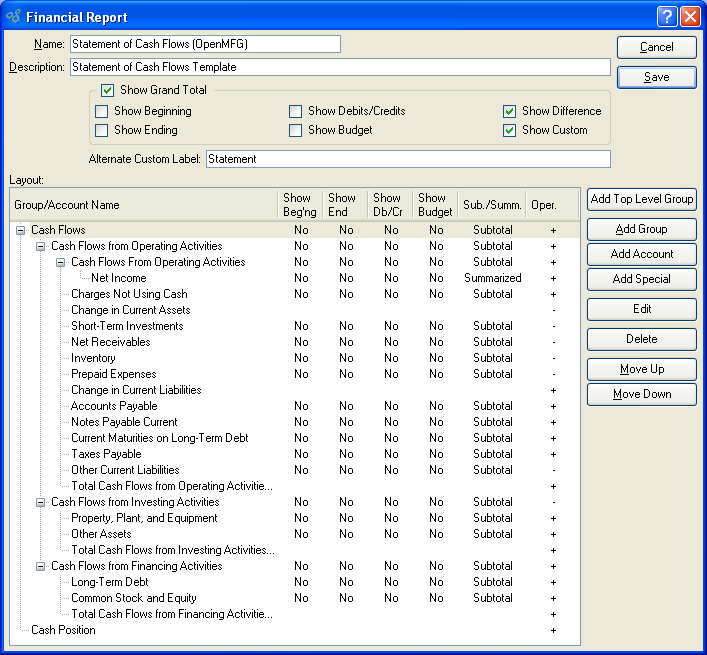 Financial Report
Name: Statement of Cash Flows (OpenMFG) Cancel
Description: Statement of Cash Flows Template Save
Show Grand Total
Show Beginning Show Debits/Credits Show Difference
Show Ending Show Budget Show Custom
Alternate Custom Label: Statement
Layout:
Group/Account Name Show Beg'ng Show End Show Db/Cr Show Budget Sub./Summ. Oper.
Cash Flows No No No No Subtotal +
Cash Flows from Operating Activities No No No No Subtotal +
Cash Flows From Operating Activities No No No No Subtotal +
Net Income No No No No Summarized +
Charges Not Using Cash No No No No Subtotal +
Change in Current Assets -
Short-Term Investments No No No No Subtotal -
Net Receivables No No No No Subtotal -
Inventory No No No No Subtotal -
Prepaid Expenses No No No No Subtotal -
Change in Current Liabilities +
Accounts Payable No No No No Subtotal +
Notes Payable Current No No No No Subtotal +
Current Maturities on Long-Term Debt No No No No Subtotal +
Taxes Payable No No No No Subtotal +
Other Current Liabilities No No No No Subtotal -
Total Cash Flows from Operating Activitie... +
Cash Flows from Investing Activities No No No No Subtotal -
Property, Plant, and Equipment No No No No Subtotal +
Other Assets No No No No Subtotal +
Total Cash Flows from Investing Activities... +
Cash Flows from Financing Activities No No No No Subtotal +
Long-Term Debt No No No No Subtotal +
Common Stock and Equity No No No No Subtotal +
Total Cash Flows from Financing Activitie... +
Cash Position +
Add Top Level Group
Add Group
Add Account
Add Special
Edit
Delete
Move Up
Move Down